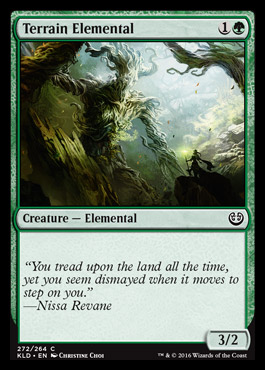 Terrain Elemental 1
Creature — Elemental
“You tread upon the land all the time,
yet you seem dismayed when it moves to
step on you.”
—Nissa Revane
3/2
272/264 C
KLD • EN Christine Choi
™ & © 2016 Wizards of the Coast